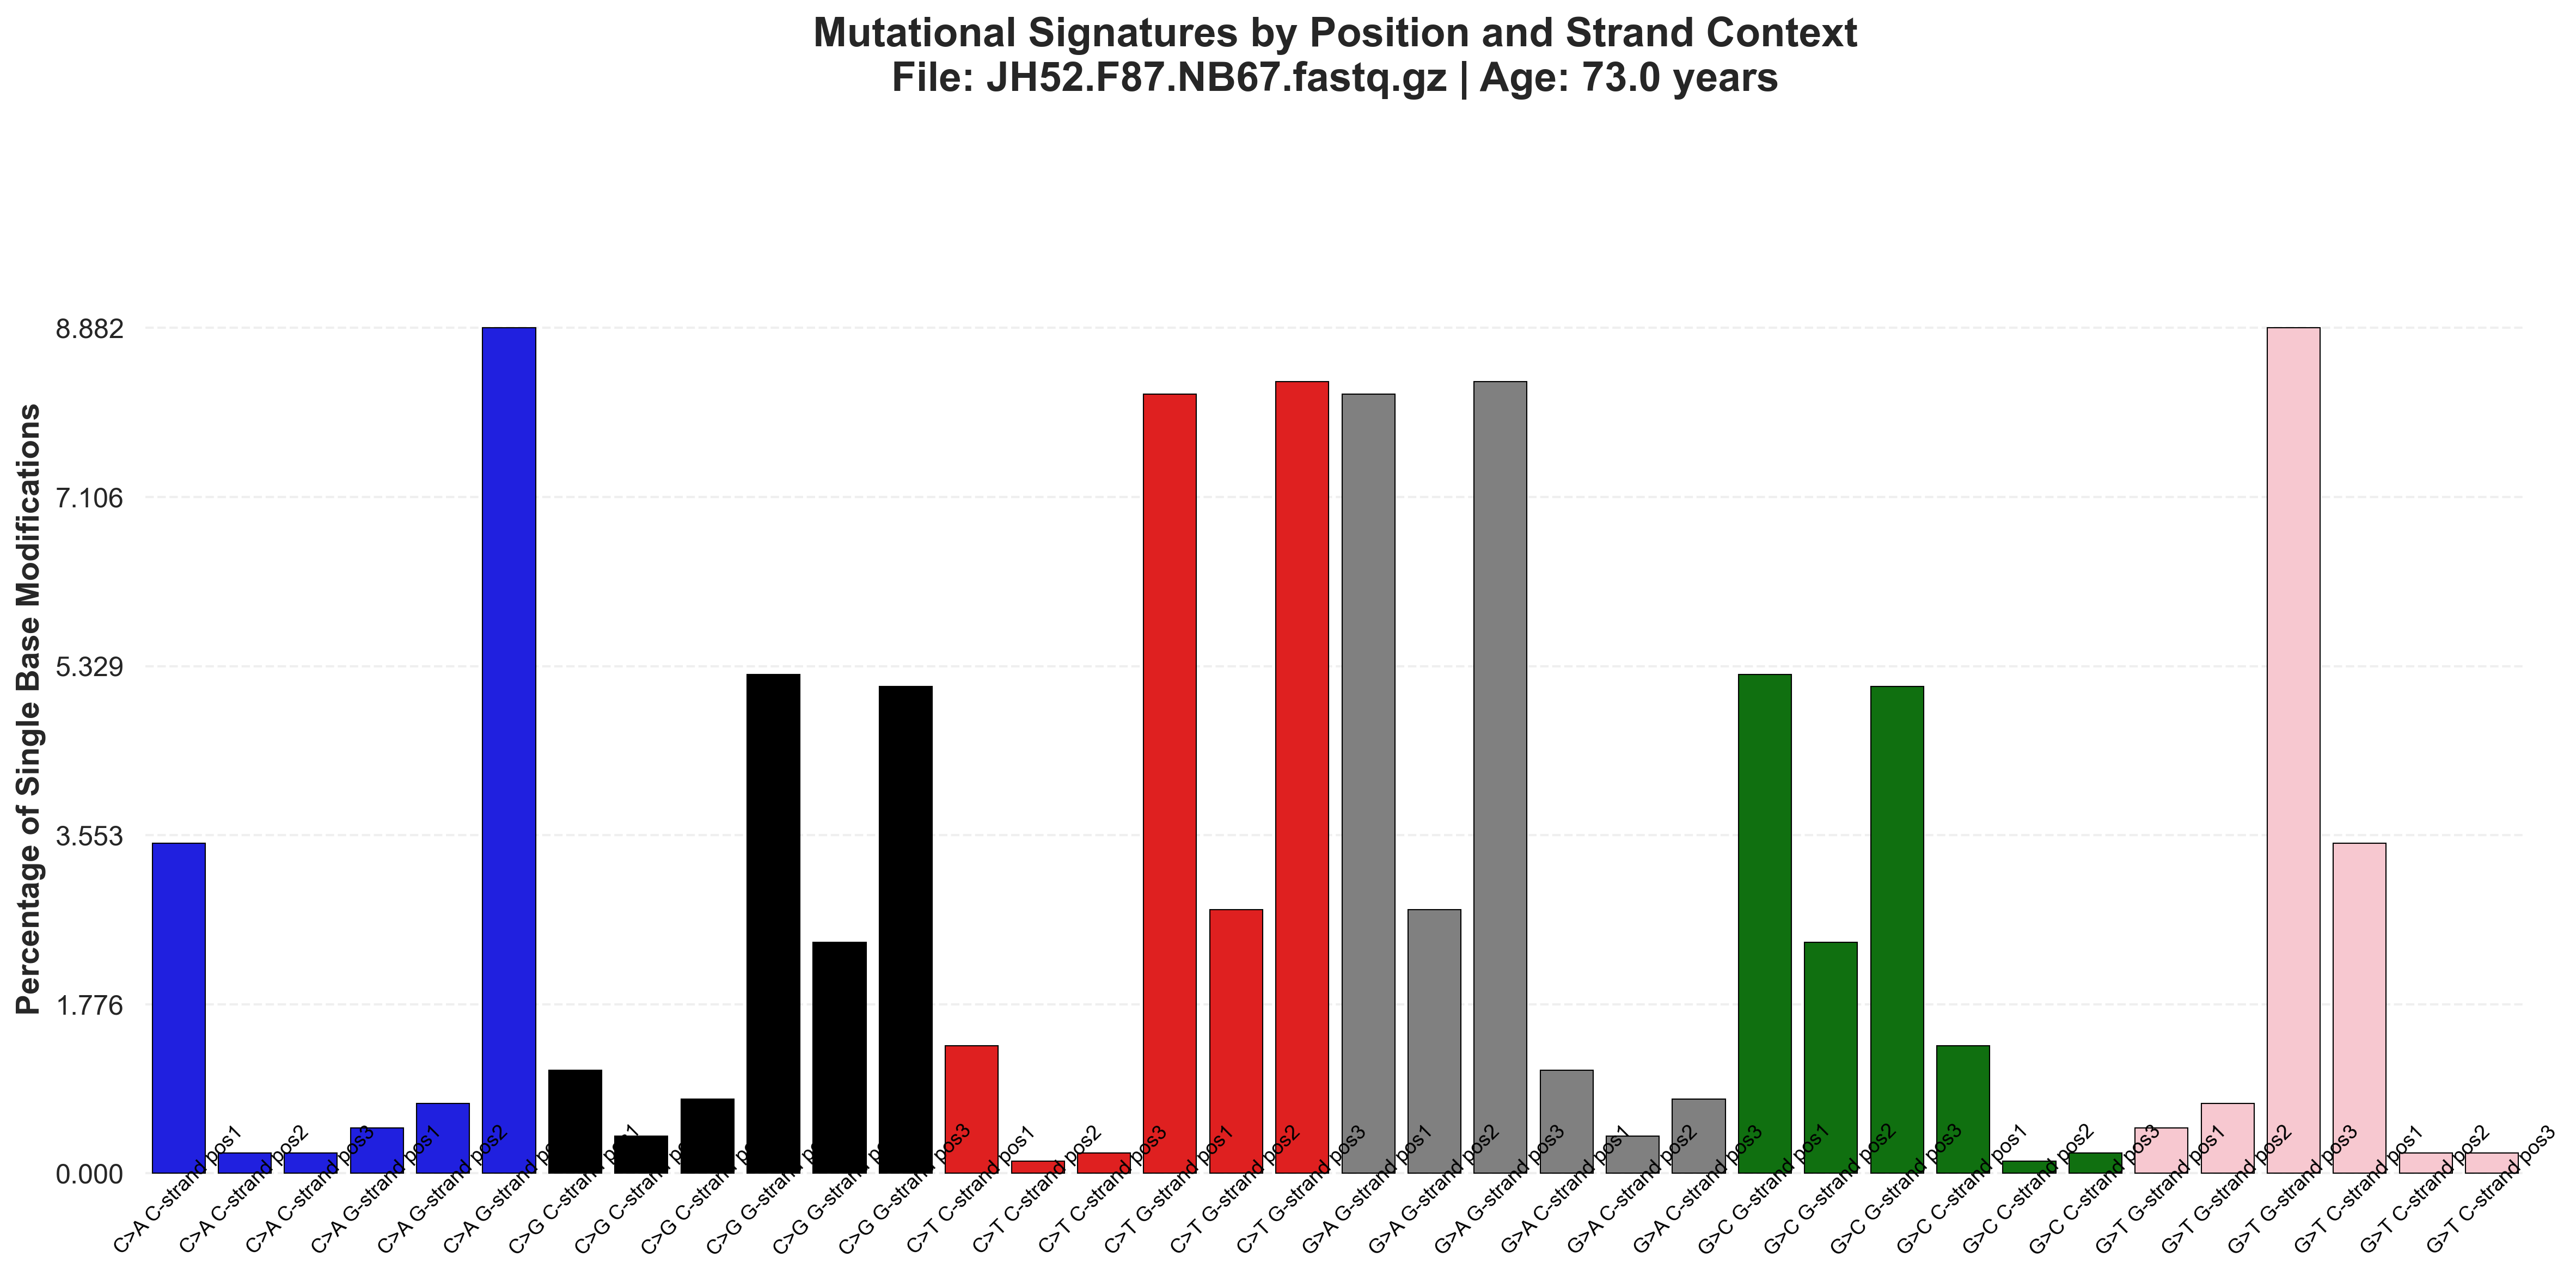 Mutational Signatures by Position and Strand Context
File: JH52.F87.NB67.fastq.gz | Age: 73.0 years
Percentage of Single Base Modifications
8.882
7.106
5.329
3.553
1.776
0.000
C>A C-strand pos1
C>A C-strand pos2
C>A C-strand pos3
C>A G-strand pos1
C>A G-strand pos2
C>A G-strand pos3
C>G C-strand pos1
C>G C-strand pos2
C>G C-strand pos3
C>G G-strand pos1
C>G G-strand pos2
C>G G-strand pos3
C>T C-strand pos1
C>T C-strand pos2
C>T C-strand pos3
C>T G-strand pos1
C>T G-strand pos2
C>T G-strand pos3
G>A G-strand pos1
G>A G-strand pos2
G>A G-strand pos3
G>A C-strand pos1
G>A C-strand pos2
G>A C-strand pos3
G>C G-strand pos1
G>C G-strand pos2
G>C G-strand pos3
G>C C-strand pos1
G>C C-strand pos2
G>C C-strand pos3
G>T G-strand pos1
G>T G-strand pos2
G>T G-strand pos3
G>T C-strand pos1
G>T C-strand pos2
G>T C-strand pos3